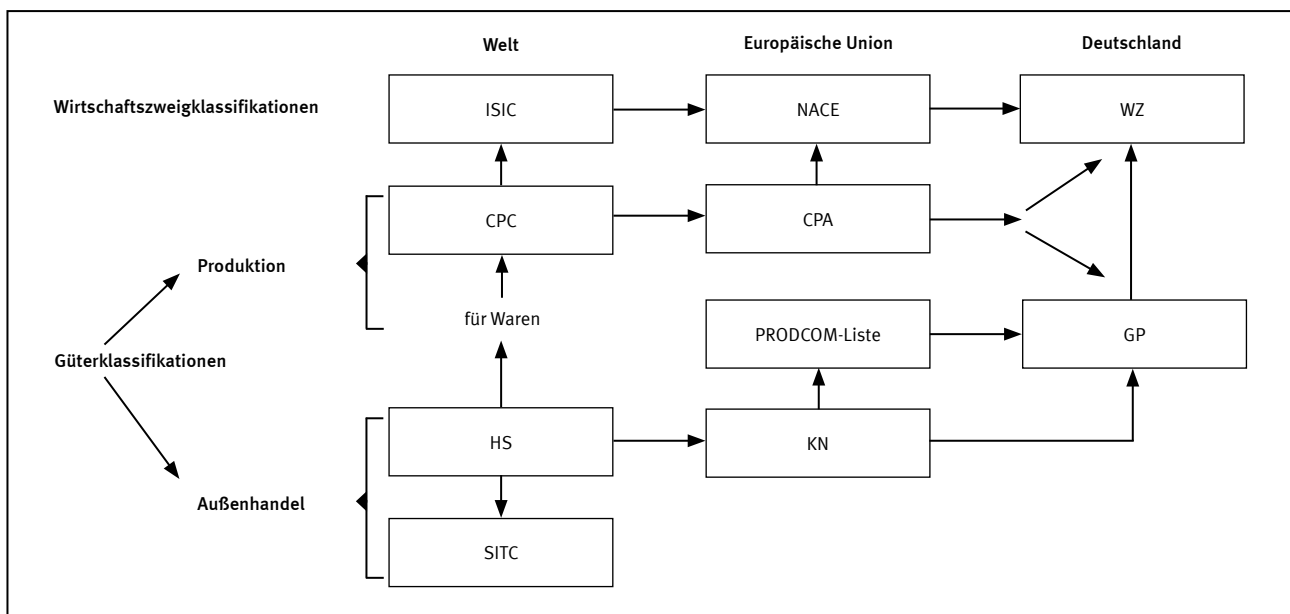 Welt
Europäische Union
Deutschland
Wirtschaftszweigklassifikationen
ISIC
NACE
WZ
CPC
CPA
Produktion
für Waren
PRODCOM-Liste
GP
Güterklassifikationen
HS
KN
Außenhandel
SITC